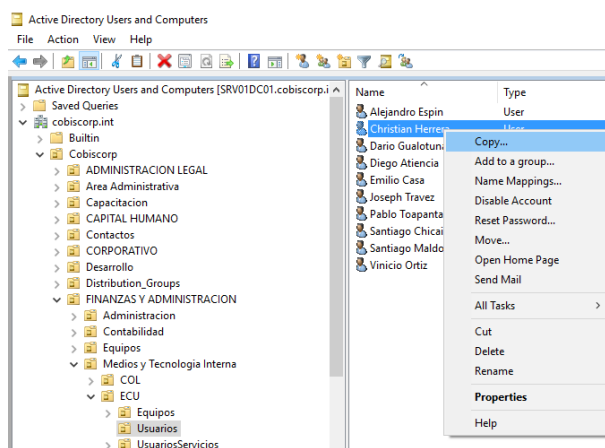 Active Directory Users and Computers
File Action View Help
Active Directory Users and Computers [SRV01DC01.cobiscorp.i
Saved Queries
cobiscorp.int
Builtin
Cobiscorp
ADMINISTRACION LEGAL
Area Administrativa
Capacitacion
CAPITAL HUMANO
Contactos
CORPORATIVO
Desarrollo
Distribution_Groups
FINANZAS Y ADMINISTRACION
Administracion
Contabilidad
Equipos
Medios y Tecnologia Interna
COL
ECU
Equipos
Usuarios
UsuariosServicios
Name Type
Alejandro Espin User
Christian Herrera User
Dario Gualotuna
Diego Atiencia
Emilio Casa
Joseph Travez
Pablo Toapanta
Santiago Chicai
Santiago Maldo
Vinicio Ortiz
Copy...
Add to a group...
Name Mappings...
Disable Account
Reset Password...
Move...
Open Home Page
Send Mail
All Tasks
Cut
Delete
Rename
Properties
Help